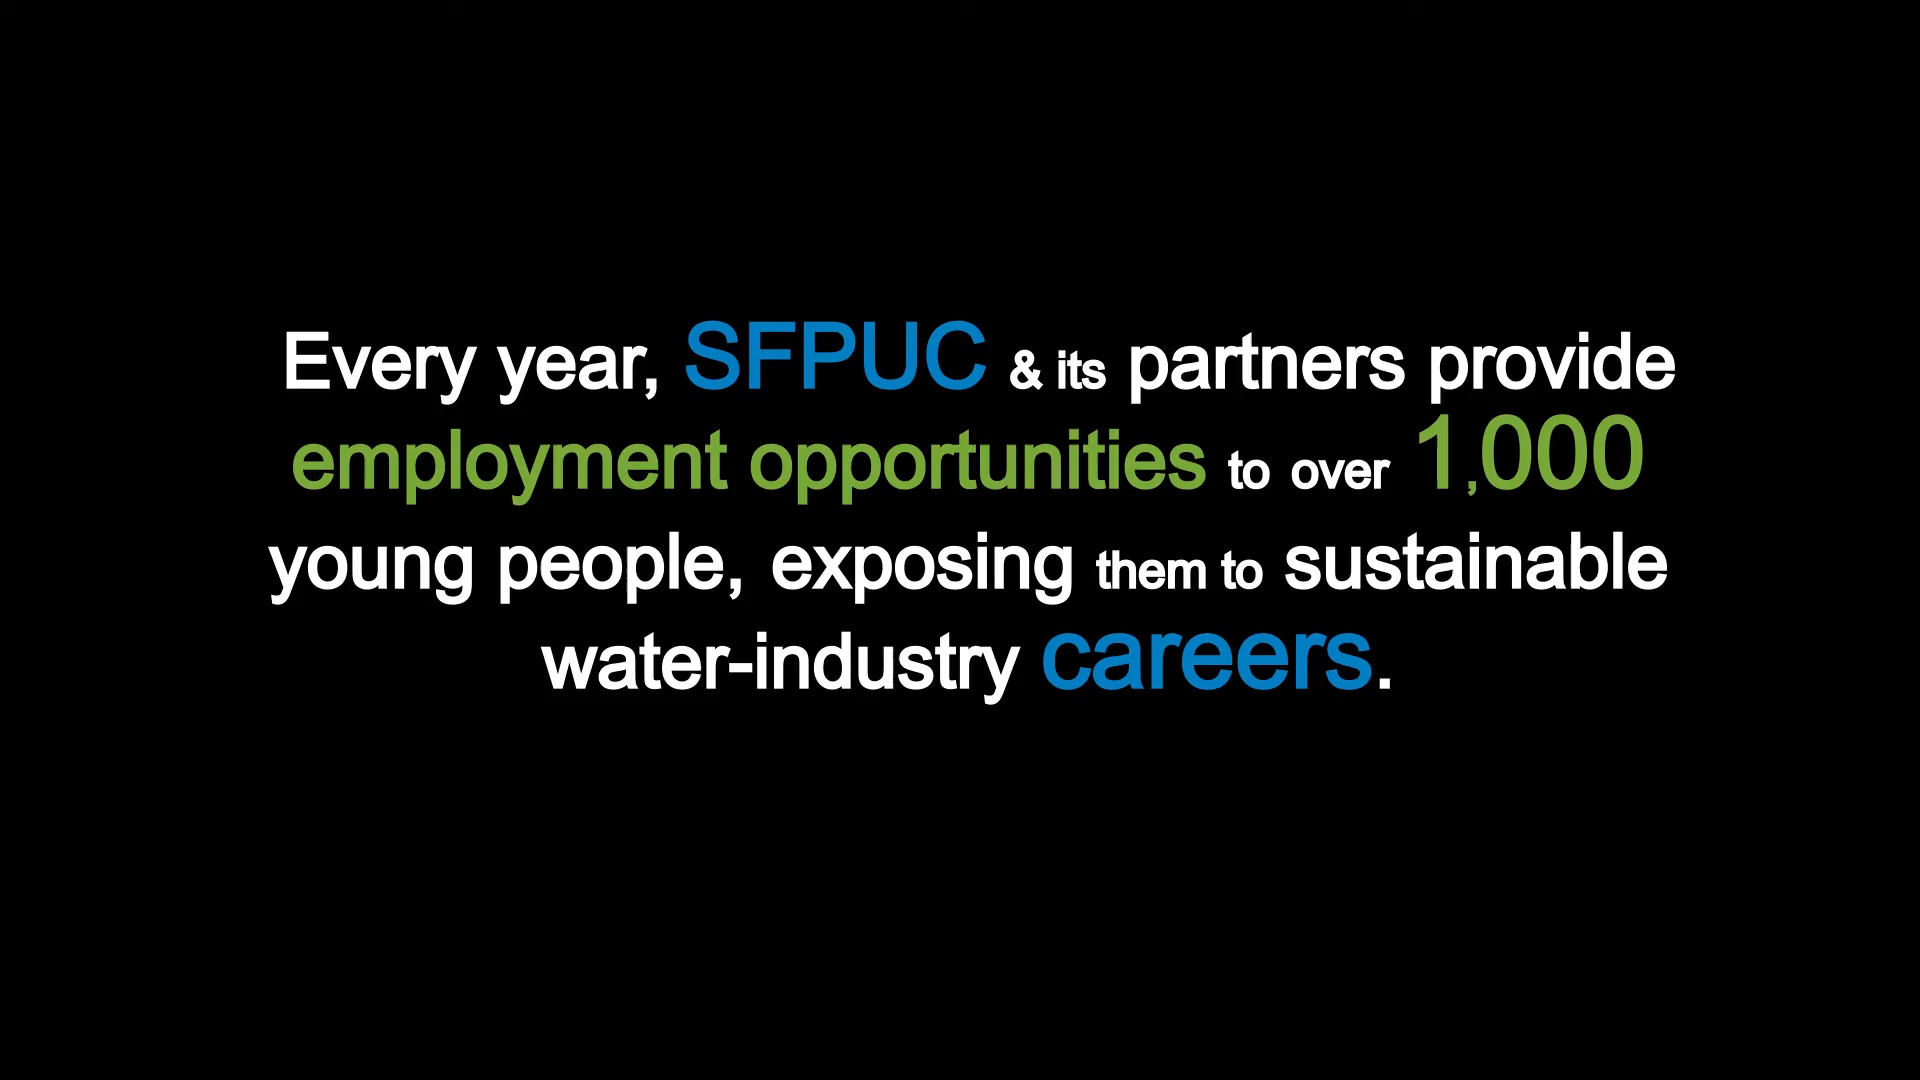 Every year, SFPUC & its partners provide
employment opportunities to over 1,000
young people, exposing them to sustainable
water-industry careers.